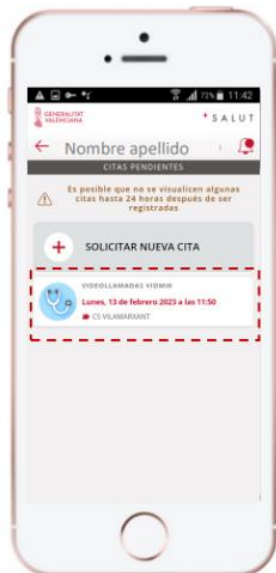 72% 11:42
GENERALITAT
VALENCIANA
SALUT
Nombre apellido
CITAS PENDIENTES
Es posible que no se visualicen algunas
citas hasta 24 horas después de ser
registradas
SOLICITAR NUEVA CITA
VIDEOLLAMADAS VIDMIR
Lunes, 13 de febrero 2023 a las 11:50
CS VILAMARXANT